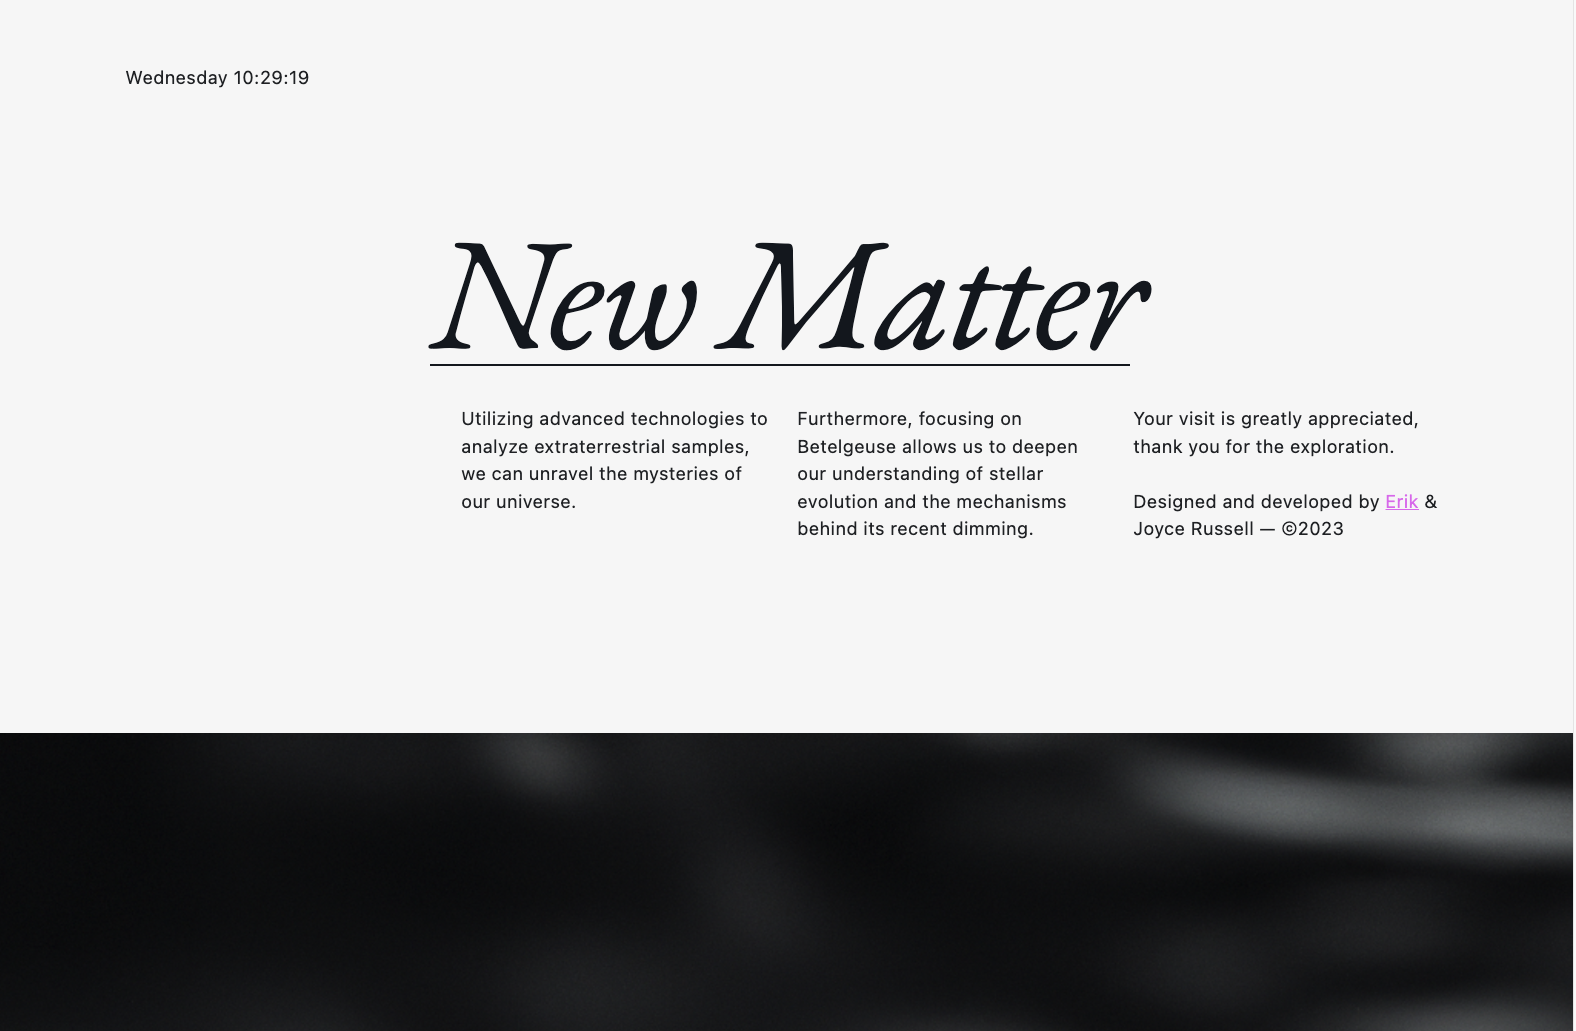 Wednesday 10:29:19
New Matter
Utilizing advanced technologies to
analyze extraterrestrial samples,
we can unravel the mysteries of
our universe.
Furthermore, focusing on
Betelgeuse allows us to deepen
our understanding of stellar
evolution and the mechanisms
behind its recent dimming.
Your visit is greatly appreciated,
thank you for the exploration.
Designed and developed by Erik &
Joyce Russell — ©2023